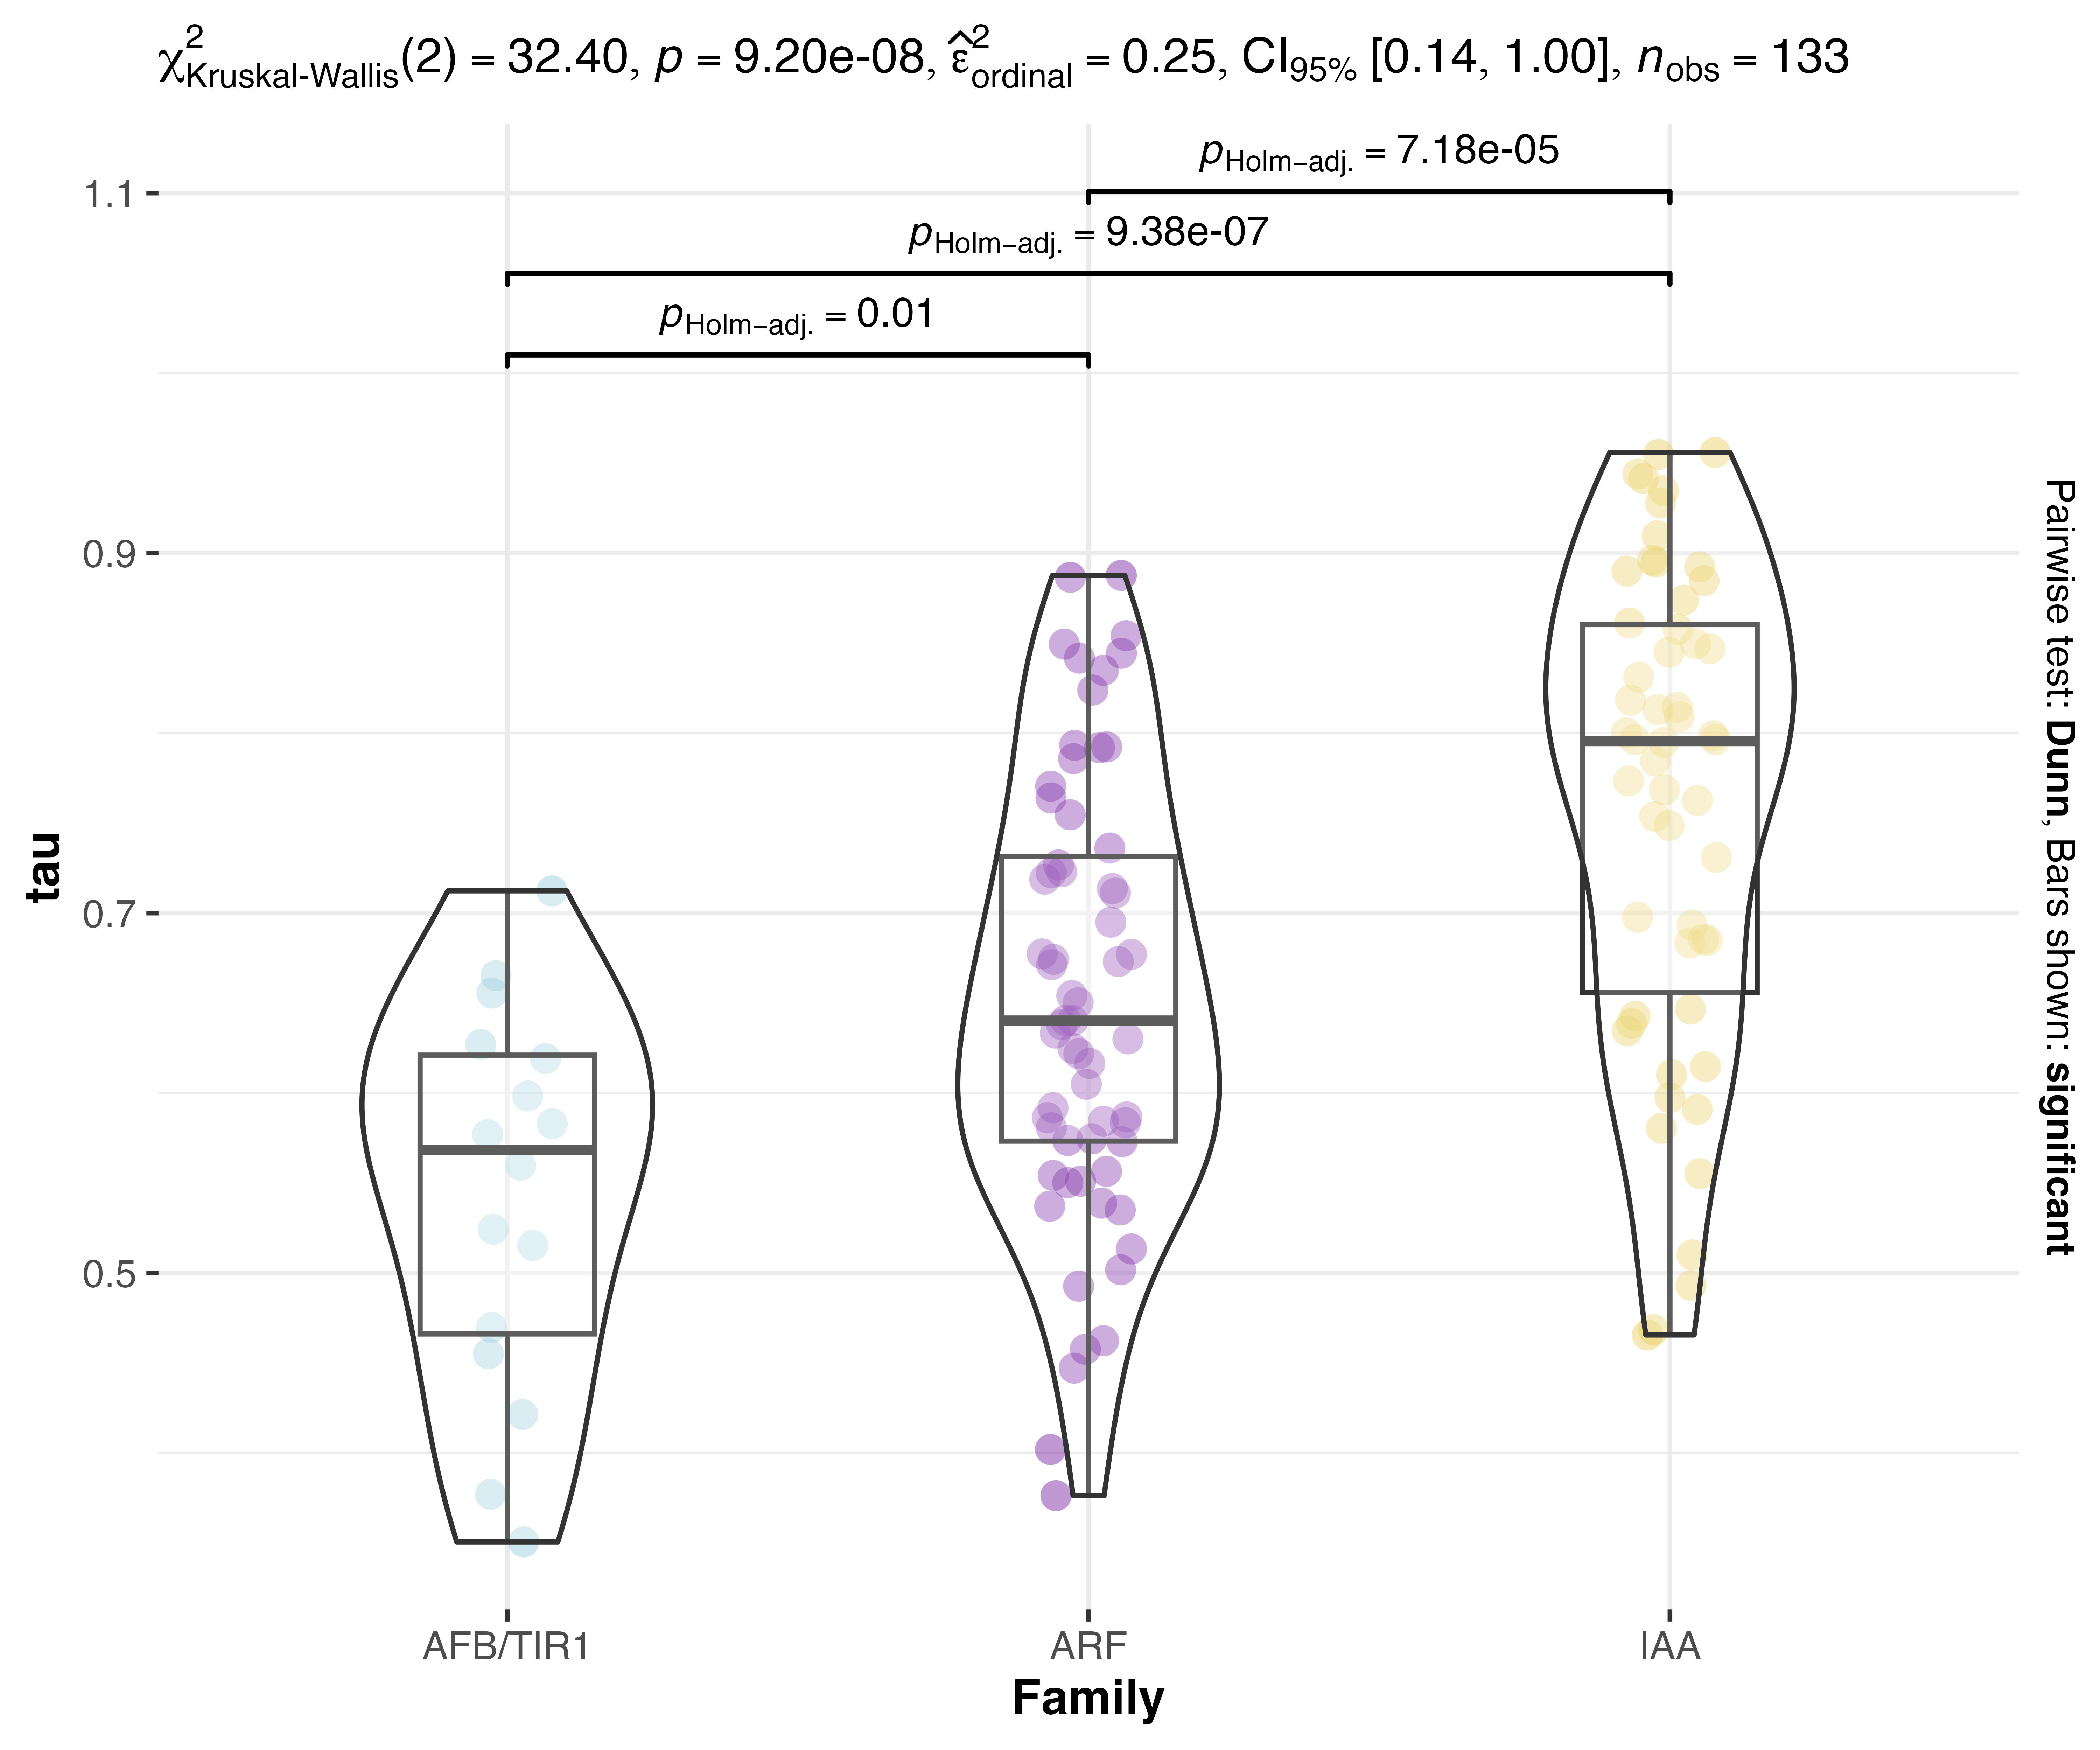 χ²Kruskal-Wallis(2) = 32.40, p = 9.20e-08, ε̂²ordinal = 0.25, CI95% [0.14, 1.00], nobs = 133
pHolm−adj. = 7.18e-05
1.1
pHolm−adj. = 9.38e-07
pHolm−adj. = 0.01
0.9
0.7
0.5
tau
Pairwise test: Dunn, Bars shown: significant
AFB/TIR1 ARF IAA
Family